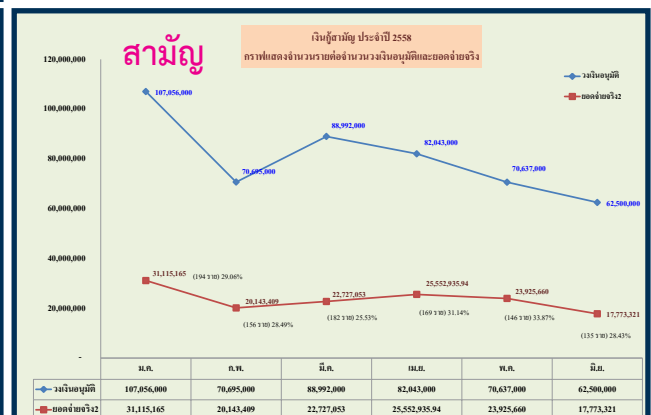 สามัญ
เงินกู้สามัญ ประจำปี 2558
กราฟแสดงจำนวนรายต่อจำนวนวงเงินอนุมัติและยอดจ่ายจริง
120,000,000
100,000,000
80,000,000
60,000,000
40,000,000
20,000,000
-
วงเงินอนุมัติ
ยอดจ่ายจริง2
107,056,000
70,695,000
88,992,000
82,043,000
70,637,000
62,500,000
31,115,165 (194 ราย) 29.06%
20,143,409
(156 ราย) 28.49%
22,727,053
(182 ราย) 25.53%
25,552,935.94
(169 ราย) 31.14%
23,925,660
(146 ราย) 33.87%
17,773,321
(135 ราย) 28.43%
ม.ค. ก.พ. มี.ค. เม.ย. พ.ค. มิ.ย.
วงเงินอนุมัติ 107,056,000 70,695,000 88,992,000 82,043,000 70,637,000 62,500,000
ยอดจ่ายจริง2 31,115,165 20,143,409 22,727,053 25,552,935.94 23,925,660 17,773,321